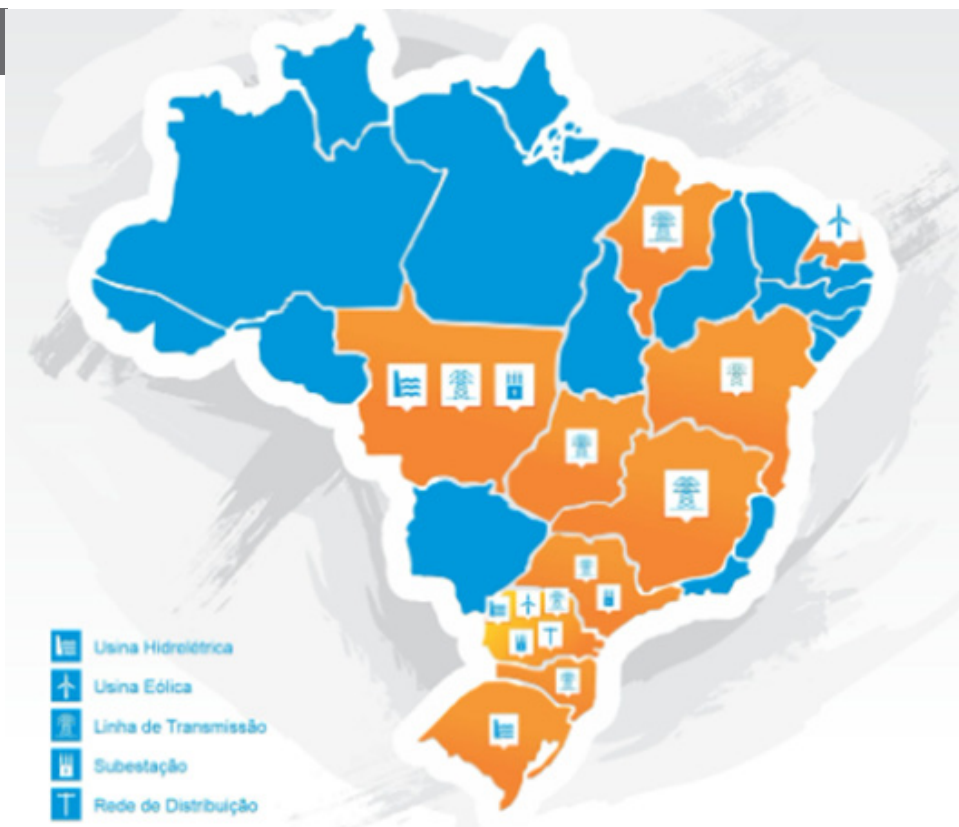 Usina Hidrelétrica
Usina Eólica
Linha de Transmissão
Subestação
Rede de Distribuição